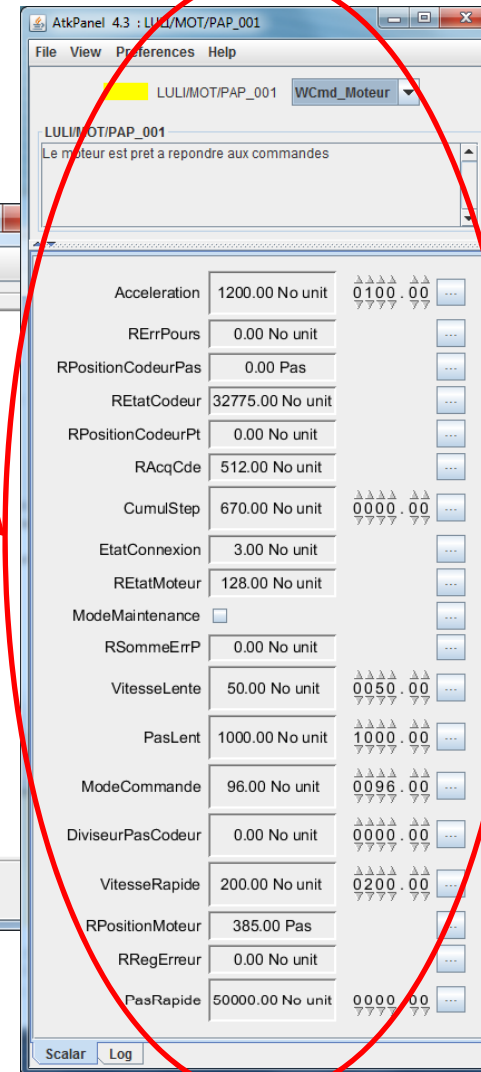 AtkPanel 4.3 : LULI/MOT/PAP_001
File View Preferences Help
LULI/MOT/PAP_001 WCmd_Moteur
LULI/MOT/PAP_001
Le moteur est pret a repondre aux commandes
Acceleration 1200.00 No unit 0100.00 ...
RErrPours 0.00 No unit ...
RPositionCodeurPas 0.00 Pas ...
REtatCodeur 32775.00 No unit ...
RPositionCodeurPt 0.00 No unit ...
RAcqCde 512.00 No unit ...
CumulStep 670.00 No unit 0000.00 ...
EtatConnexion 3.00 No unit ...
REtatMoteur 128.00 No unit ...
ModeMaintenance ...
RSommeErrP 0.00 No unit ...
VitesseLente 50.00 No unit 0050.00 ...
PasLent 1000.00 No unit 1000.00 ...
ModeCommande 96.00 No unit 0096.00 ...
DiviseurPasCodeur 0.00 No unit 0000.00 ...
VitesseRapide 200.00 No unit 0200.00 ...
RPositionMoteur 385.00 Pas ...
RRegErreur 0.00 No unit ...
PasRapide 50000.00 No unit 0000.00 ...
Scalar Log